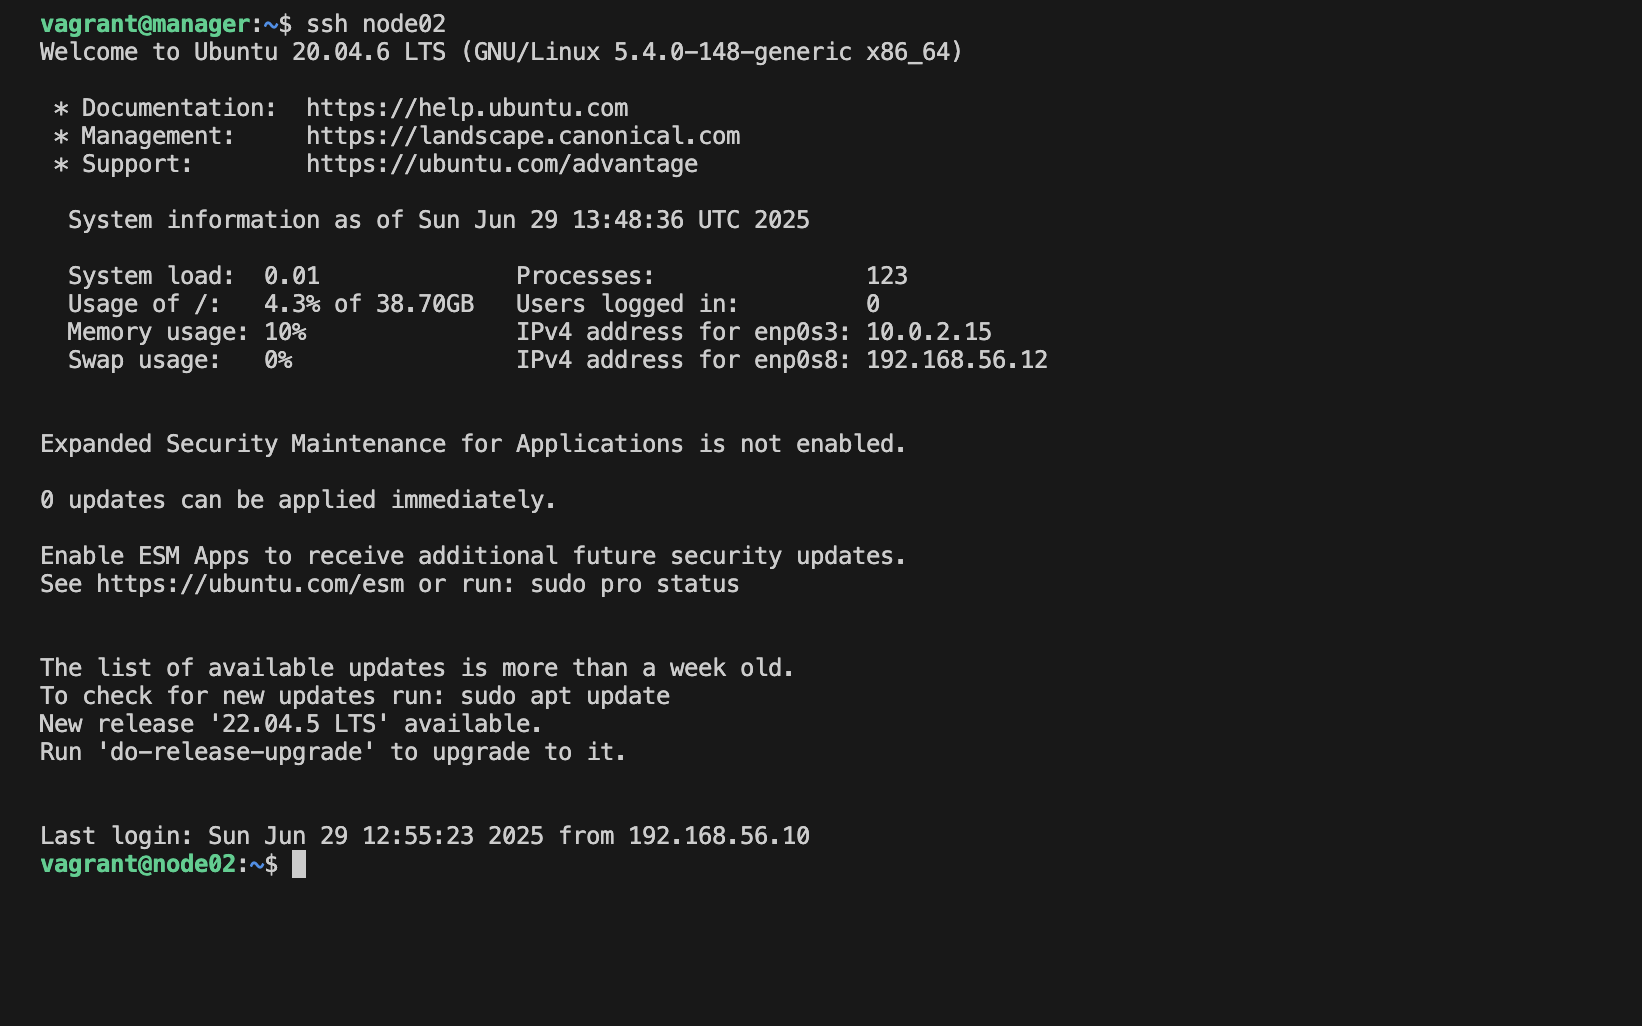 vagrant@manager:~$ ssh node02
Welcome to Ubuntu 20.04.6 LTS (GNU/Linux 5.4.0-148-generic x86_64)

 * Documentation:  https://help.ubuntu.com
 * Management:     https://landscape.canonical.com
 * Support:        https://ubuntu.com/advantage

  System information as of Sun Jun 29 13:48:36 UTC 2025

  System load:  0.01              Processes:               123
  Usage of /:   4.3% of 38.70GB   Users logged in:         0
  Memory usage: 10%               IPv4 address for enp0s3: 10.0.2.15
  Swap usage:   0%                IPv4 address for enp0s8: 192.168.56.12


Expanded Security Maintenance for Applications is not enabled.

0 updates can be applied immediately.

Enable ESM Apps to receive additional future security updates.
See https://ubuntu.com/esm or run: sudo pro status


The list of available updates is more than a week old.
To check for new updates run: sudo apt update
New release '22.04.5 LTS' available.
Run 'do-release-upgrade' to upgrade to it.


Last login: Sun Jun 29 12:55:23 2025 from 192.168.56.10
vagrant@node02:~$